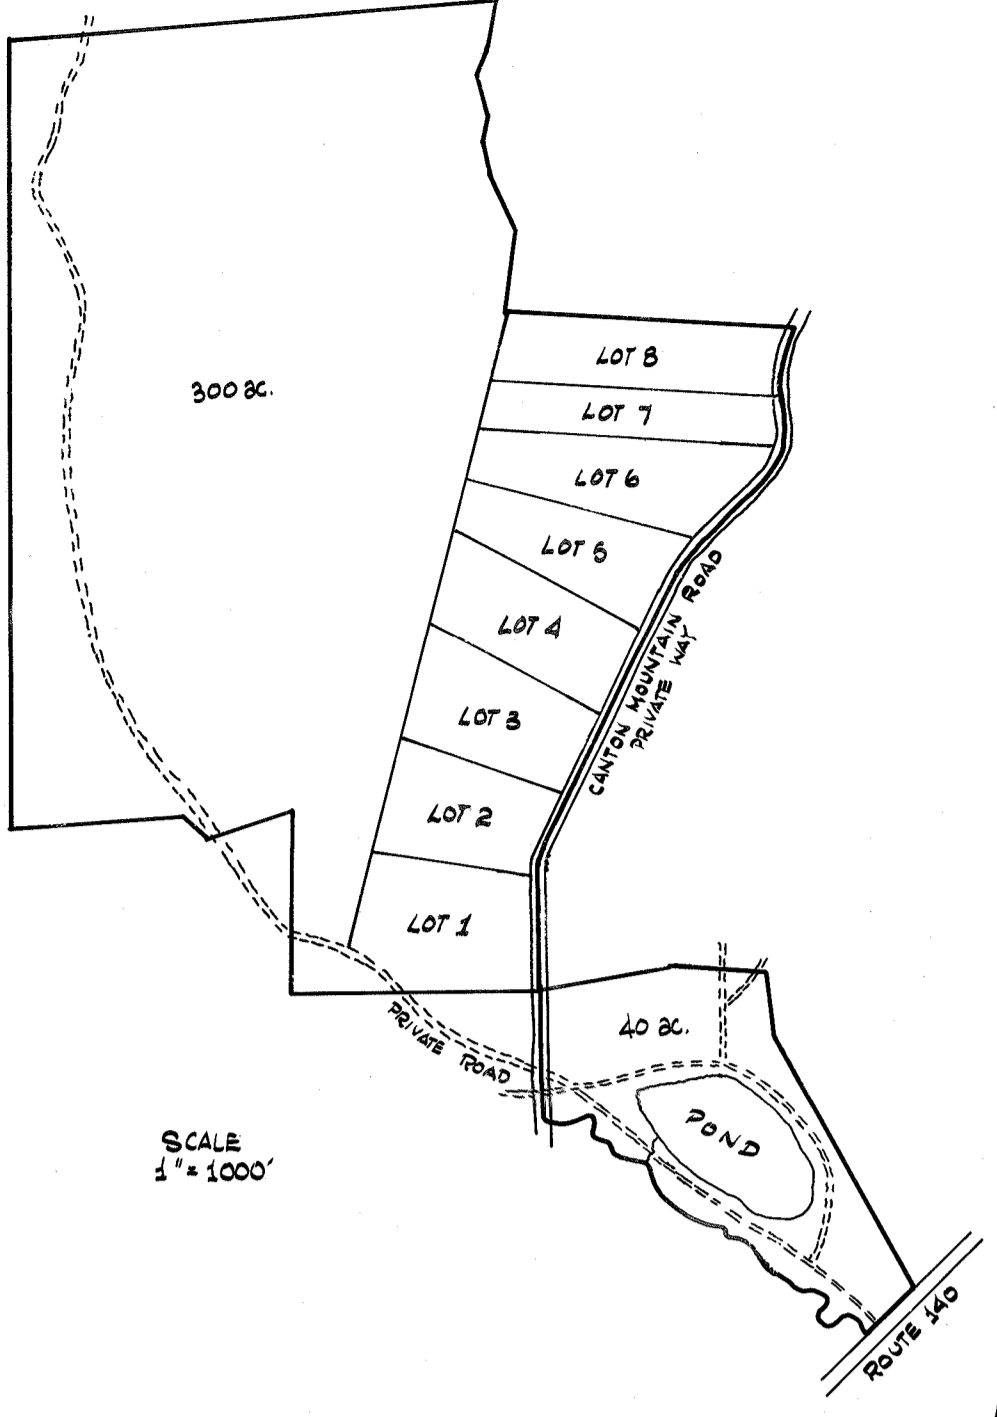 300 ac.
LOT 8
LOT 7
LOT 6
LOT 5
LOT 4
LOT 3
LOT 2
LOT 1
CANTON MOUNTAIN ROAD
PRIVATE WAY
40 ac.
PRIVATE ROAD
POND
SCALE
1" = 1000'
ROUTE 140